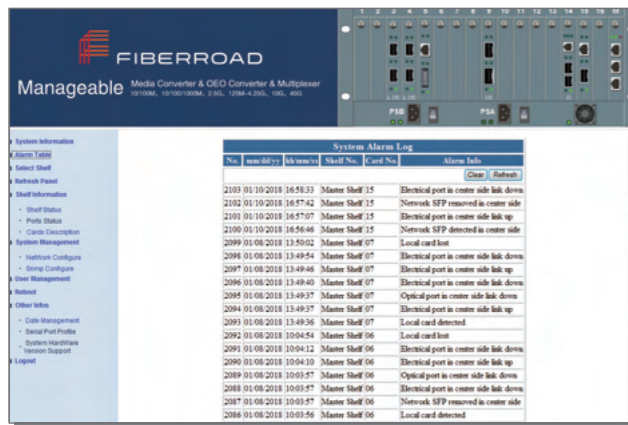 1 2 3 4 5 6 7 8 9 10 11 12 13 14 15 16 M
FIBERROAD
Manageable Media Converter & OEO Converter & Multiplexer
10/100M, 10/100/1000M, 2.5G, 125M-4.25G, 10G, 40G
PSB PSA
System Information
Alarm Table
Select Shelf
Refresh Panel
Shelf Information
Shelf Status
Ports Status
Cards Description
System Management
NetWork Configure
Snmp Configure
User Management
Reboot
Other Infos
Date Management
Serial Port Profile
System HardWare
Version Support
Logout
System Alarm Log
No. mm/dd/yy hh/mm/ss Shelf No. Card No. Alarm Info
Clear Refresh
2103 01/10/2018 16:58:33 Master Shelf 15 Electrical port in center side link down
2102 01/10/2018 16:57:42 Master Shelf 15 Network SFP removed in center side
2101 01/10/2018 16:57:07 Master Shelf 15 Electrical port in center side link up
2100 01/10/2018 16:56:46 Master Shelf 15 Network SFP detected in center side
2099 01/08/2018 13:50:02 Master Shelf 07 Local card lost
2098 01/08/2018 13:49:54 Master Shelf 07 Electrical port in center side link down
2097 01/08/2018 13:49:46 Master Shelf 07 Electrical port in center side link up
2096 01/08/2018 13:49:40 Master Shelf 07 Electrical port in center side link down
2095 01/08/2018 13:49:37 Master Shelf 07 Optical port in center side link down
2094 01/08/2018 13:49:37 Master Shelf 07 Electrical port in center side link up
2093 01/08/2018 13:49:36 Master Shelf 07 Local card detected
2092 01/08/2018 10:04:54 Master Shelf 06 Local card lost
2091 01/08/2018 10:04:12 Master Shelf 06 Electrical port in center side link down
2090 01/08/2018 10:04:10 Master Shelf 06 Electrical port in center side link up
2089 01/08/2018 10:03:57 Master Shelf 06 Optical port in center side link down
2088 01/08/2018 10:03:57 Master Shelf 06 Electrical port in center side link down
2087 01/08/2018 10:03:57 Master Shelf 06 Network SFP removed in center side
2086 01/08/2018 10:03:56 Master Shelf 06 Local card detected